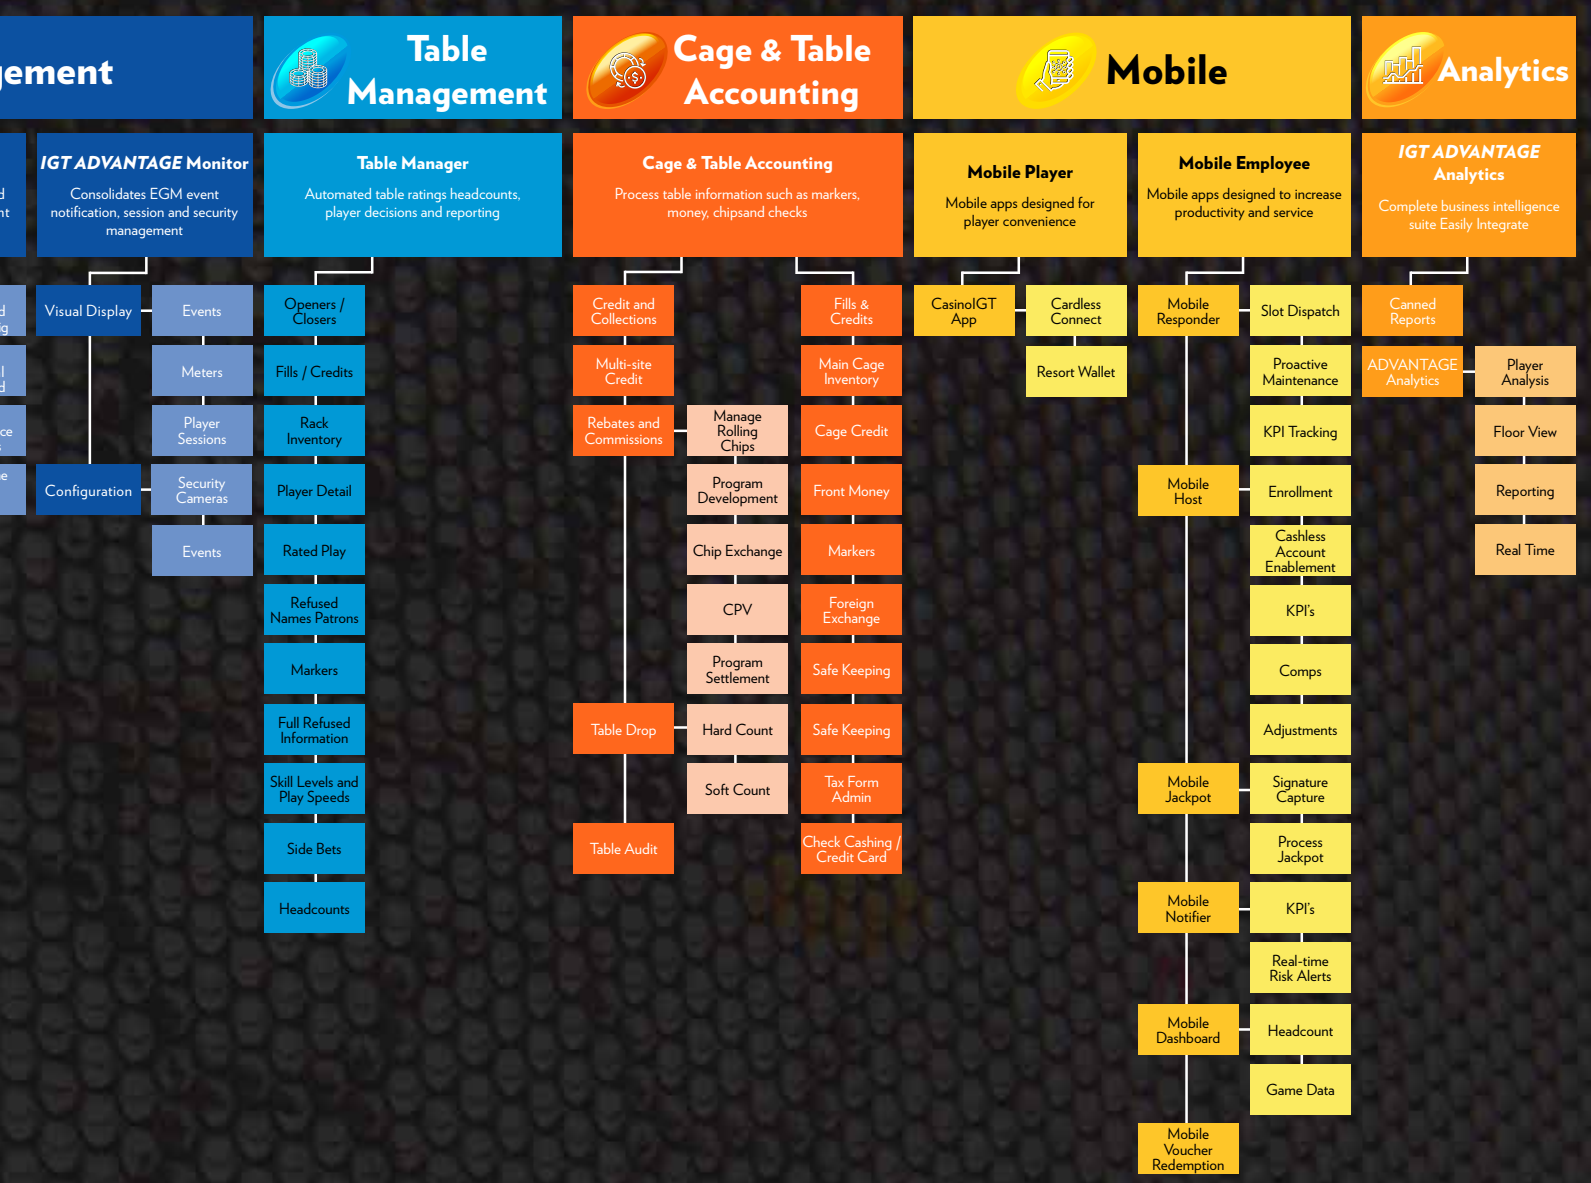 gement
Table
Management
Cage & Table
Accounting
Mobile
Analytics
IGT ADVANTAGE Monitor
Consolidates EGM event
notification, session and security
management
Table Manager
Automated table ratings headcounts,
player decisions and reporting
Cage & Table Accounting
Process table information such as markers,
money, chipsand checks
Mobile Player
Mobile apps designed for
player convenience
Mobile Employee
Mobile apps designed to increase
productivity and service
IGT ADVANTAGE
Analytics
Complete business intelligence
suite Easily Integrate
Visual Display
Events
Meters
Player
Sessions
Configuration
Security
Cameras
Events
Openers /
Closers
Fills / Credits
Rack
Inventory
Player Detail
Rated Play
Refused
Names Patrons
Markers
Full Refused
Information
Skill Levels and
Play Speeds
Side Bets
Headcounts
Credit and
Collections
Multi-site
Credit
Rebates and
Commissions
Manage
Rolling
Chips
Program
Development
Chip Exchange
CPV
Program
Settlement
Table Drop
Hard Count
Soft Count
Table Audit
Fills &
Credits
Main Cage
Inventory
Cage Credit
Front Money
Markers
Foreign
Exchange
Safe Keeping
Safe Keeping
Tax Form
Admin
Check Cashing /
Credit Card
CasinoIGT
App
Cardless
Connect
Resort Wallet
Mobile
Responder
Slot Dispatch
Proactive
Maintenance
KPI Tracking
Mobile
Host
Enrollment
Cashless
Account
Enablement
KPI's
Comps
Adjustments
Mobile
Jackpot
Signature
Capture
Process
Jackpot
Mobile
Notifier
KPI's
Real-time
Risk Alerts
Mobile
Dashboard
Headcount
Game Data
Mobile
Voucher
Redemption
Canned
Reports
ADVANTAGE
Analytics
Player
Analysis
Floor View
Reporting
Real Time